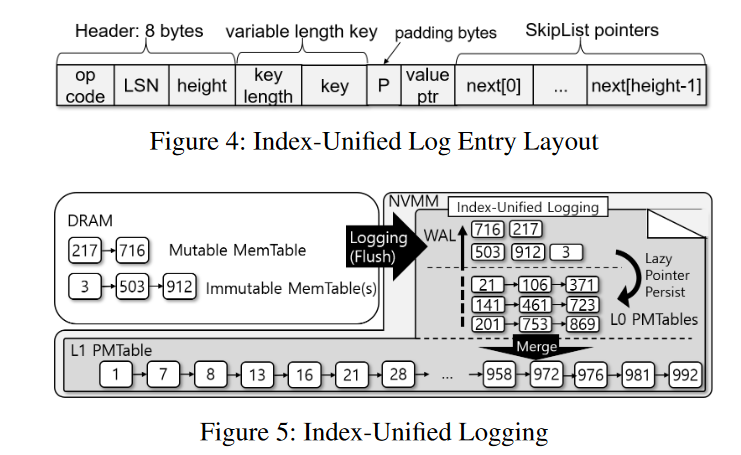 Header: 8 bytes variable length key padding bytes SkipList pointers
op code LSN height key length key P value ptr next[0] ... next[height-1]
Figure 4: Index-Unified Log Entry Layout
DRAM
217 716 Mutable MemTable
3 503 912 Immutable MemTable(s)
Logging (Flush)
NVMM
Index-Unified Logging
WAL
716 217
503 912 3
Lazy Pointer Persist
21 106 371
141 461 723
201 753 869
L0 PMTables
Merge
L1 PMTable
1 7 8 13 16 21 28 ... 958 972 976 981 992
Figure 5: Index-Unified Logging